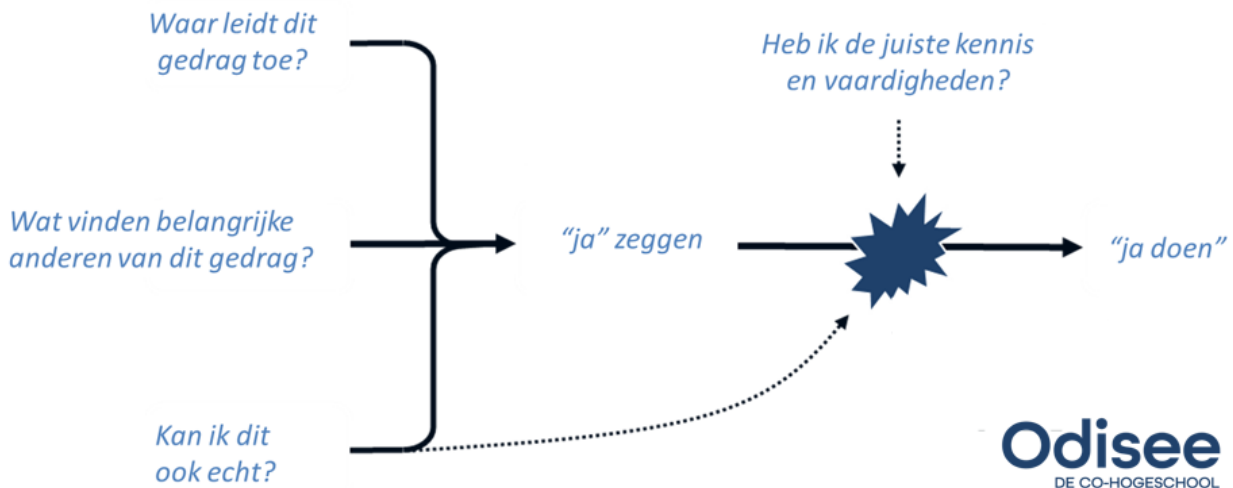 Waar leidt dit
gedrag toe?
Heb ik de juiste kennis
en vaardigheden?
Wat vinden belangrijke
anderen van dit gedrag?
“ja” zeggen
“ja doen”
Kan ik dit
ook echt?
Odisee
DE CO-HOGESCHOOL